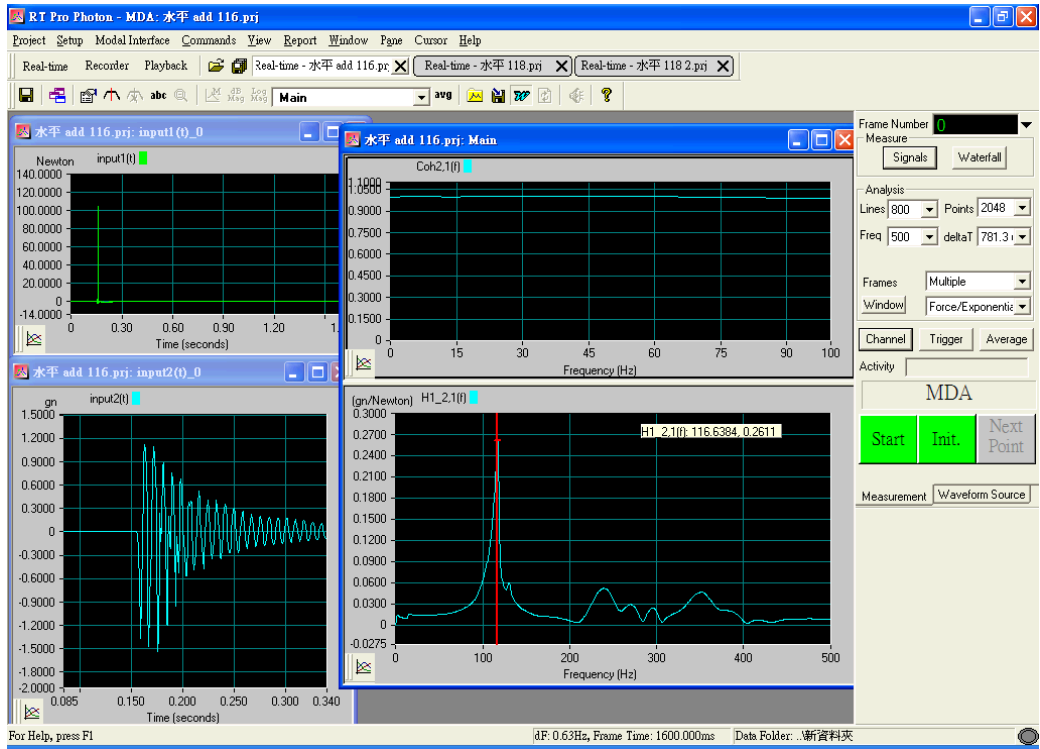 RT Pro Photon - MDA: 水平 add 116.prj
Project Setup Modal Interface Commands View Report Window Pane Cursor Help
Real-time Recorder Playback Real-time - 水平 add 116.pr Real-time - 水平 118.prj Real-time - 水平 118 2.prj
abc dB Mag Log Mag Main avg
水平 add 116.prj: input1(t)_0
Newton input1(t)
140.0000
120.0000
100.0000
80.0000
60.0000
40.0000
20.0000
0
-14.0000
0 0.30 0.60 0.90 1.20 1.
Time (seconds)
水平 add 116.prj: input2(t)_0
gn input2(t)
1.5000
1.2000
0.9000
0.6000
0.3000
0
-0.3000
-0.6000
-0.9000
-1.2000
-1.5000
-1.8000
-2.0000
0.085 0.150 0.200 0.250 0.300 0.340
Time (seconds)
水平 add 116.prj: Main
Coh2,1(f)
1.1000
1.0500
0.9000
0.7500
0.6000
0.4500
0.3000
0.1500
0
0 15 30 45 60 75 90 100
Frequency (Hz)
(gn/Newton) H1_2,1(f)
H1_2,1(f): 116.6384, 0.2611
0.3000
0.2700
0.2400
0.2100
0.1800
0.1500
0.1200
0.0900
0.0600
0.0300
0
-0.0275
0 100 200 300 400 500
Frequency (Hz)
Frame Number 0
Measure
Signals Waterfall
Analysis
Lines 800 Points 2048
Freq 500 deltaT 781.3
Frames Multiple
Window Force/Exponentia
Channel Trigger Average
Activity
MDA
Start Init. Next Point
Measurement Waveform Source
For Help, press F1 dF: 0.63Hz, Frame Time: 1600.000ms Data Folder: ..\新資料夾